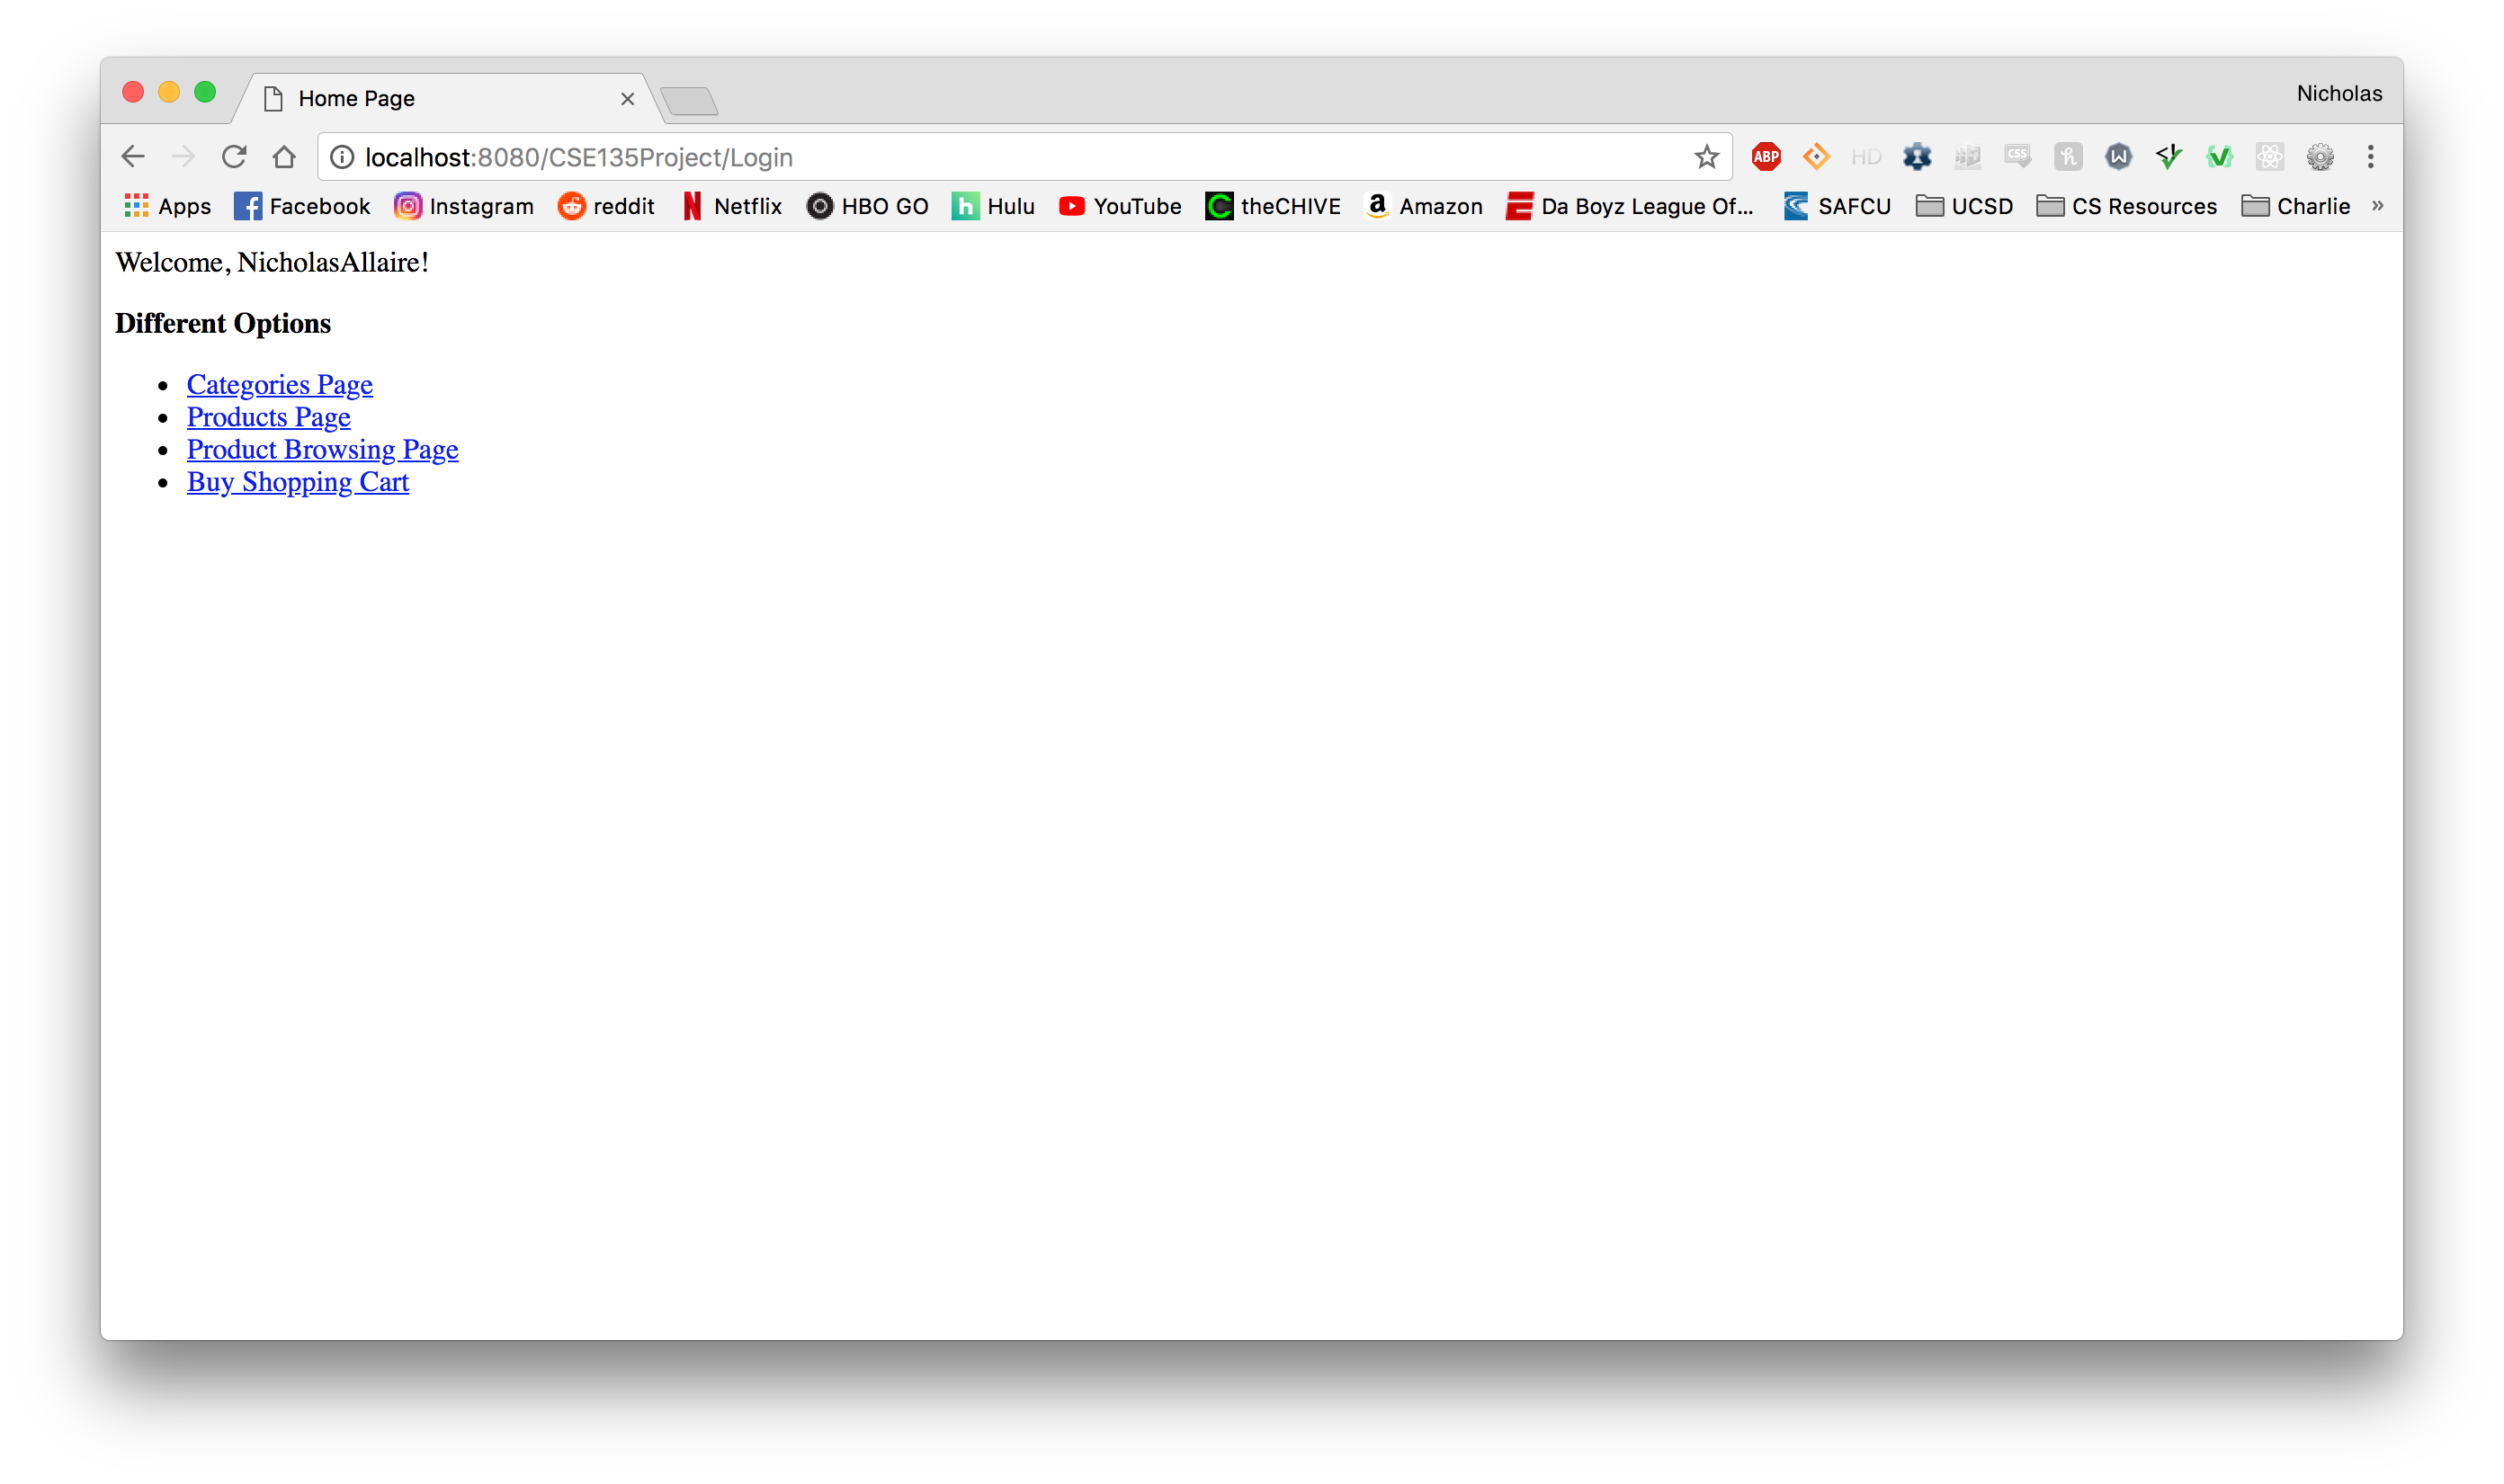 Home Page
Nicholas
localhost:8080/CSE135Project/Login
ABP HD CSS
Apps Facebook Instagram reddit Netflix HBO GO Hulu YouTube theCHIVE Amazon Da Boyz League Of... SAFCU UCSD CS Resources Charlie »
Welcome, NicholasAllaire!
Different Options
• Categories Page
• Products Page
• Product Browsing Page
• Buy Shopping Cart